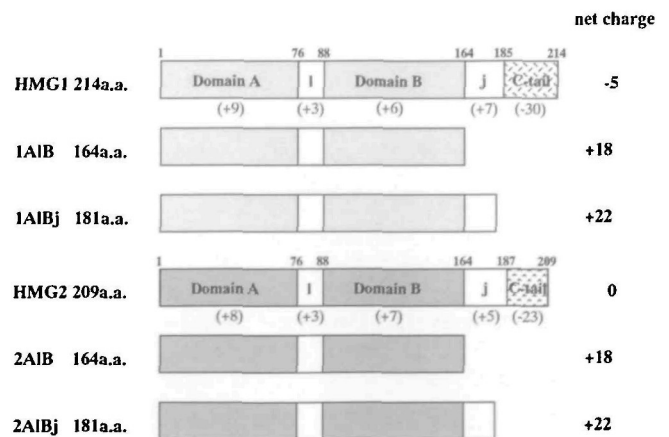 net charge
1 76 88 164 185 214
HMG1 214a.a. Domain A l Domain B j C-tail -5
(+9) (+3) (+6) (+7) (-30)
1AlB 164a.a. +18
1AlBj 181a.a. +22
1 76 88 164 187 209
HMG2 209a.a. Domain A l Domain B j C-tail 0
(+8) (+3) (+7) (+5) (-23)
2AlB 164a.a. +18
2AlBj 181a.a. +22